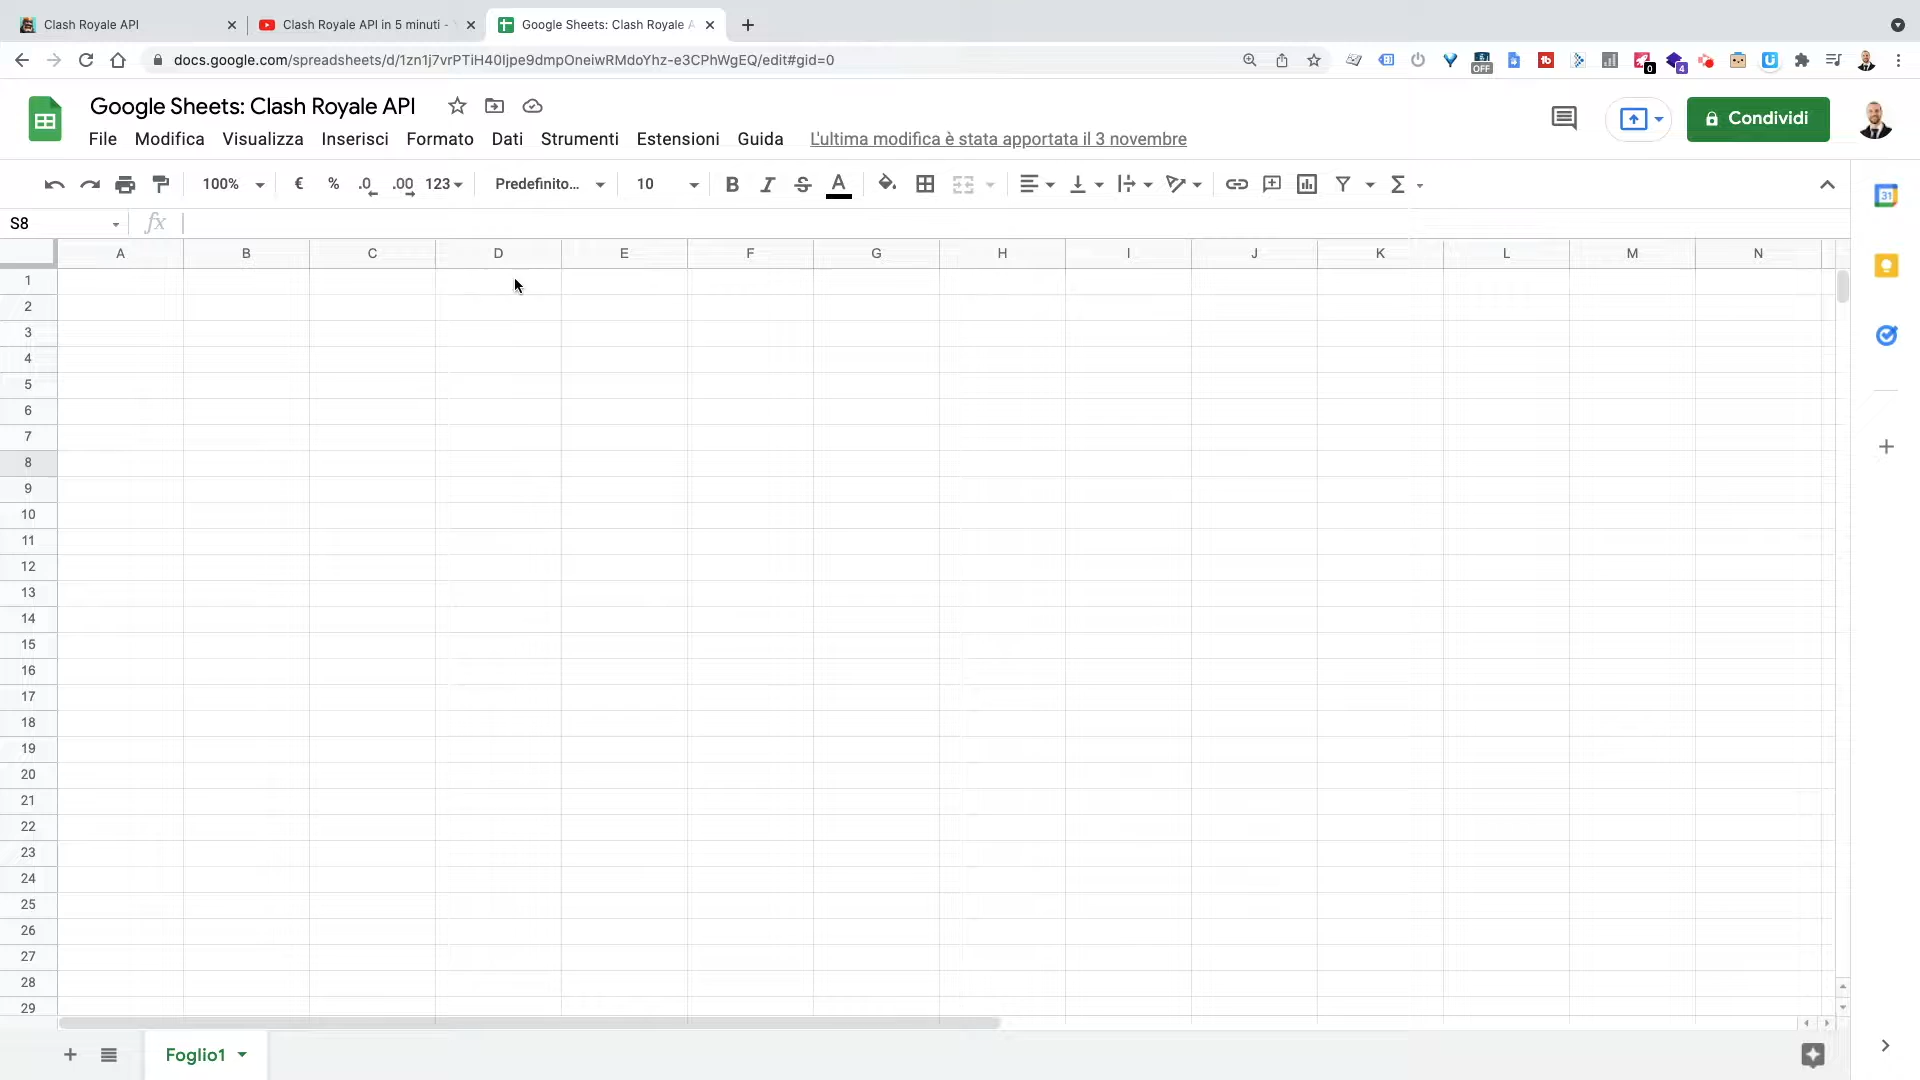 Clash Royale API
Clash Royale API in 5 minuti -
Google Sheets: Clash Royale A
docs.google.com/spreadsheets/d/1zn1j7vrPTiH40Ijpe9dmpOneiwRMdoYhz-e3CPhWgEQ/edit#gid=0
OFF
0
4
Google Sheets: Clash Royale API
File Modifica Visualizza Inserisci Formato Dati Strumenti Estensioni Guida L'ultima modifica è stata apportata il 3 novembre
Condividi
100% € % .0 .00 123 Predefinito... 10 B I S A Σ
31
S8 fx
A B C D E F G H I J K L M N
1
2
3
4
5
6
7
8
9
10
11
12
13
14
15
16
17
18
19
20
21
22
23
24
25
26
27
28
29
Foglio1